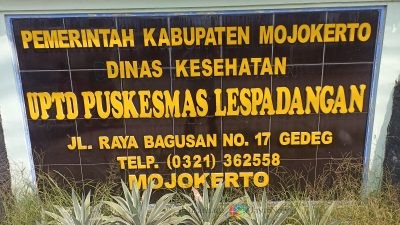 PEMERINTAH KABUPATEN MOJOKERTO
DINAS KESEHATAN
UPTD PUSKESMAS LESPADANGAN
JL. RAYA BAGUSAN NO. 17 GEDEG
TELP. (0321) 362558
MOJOKERTO